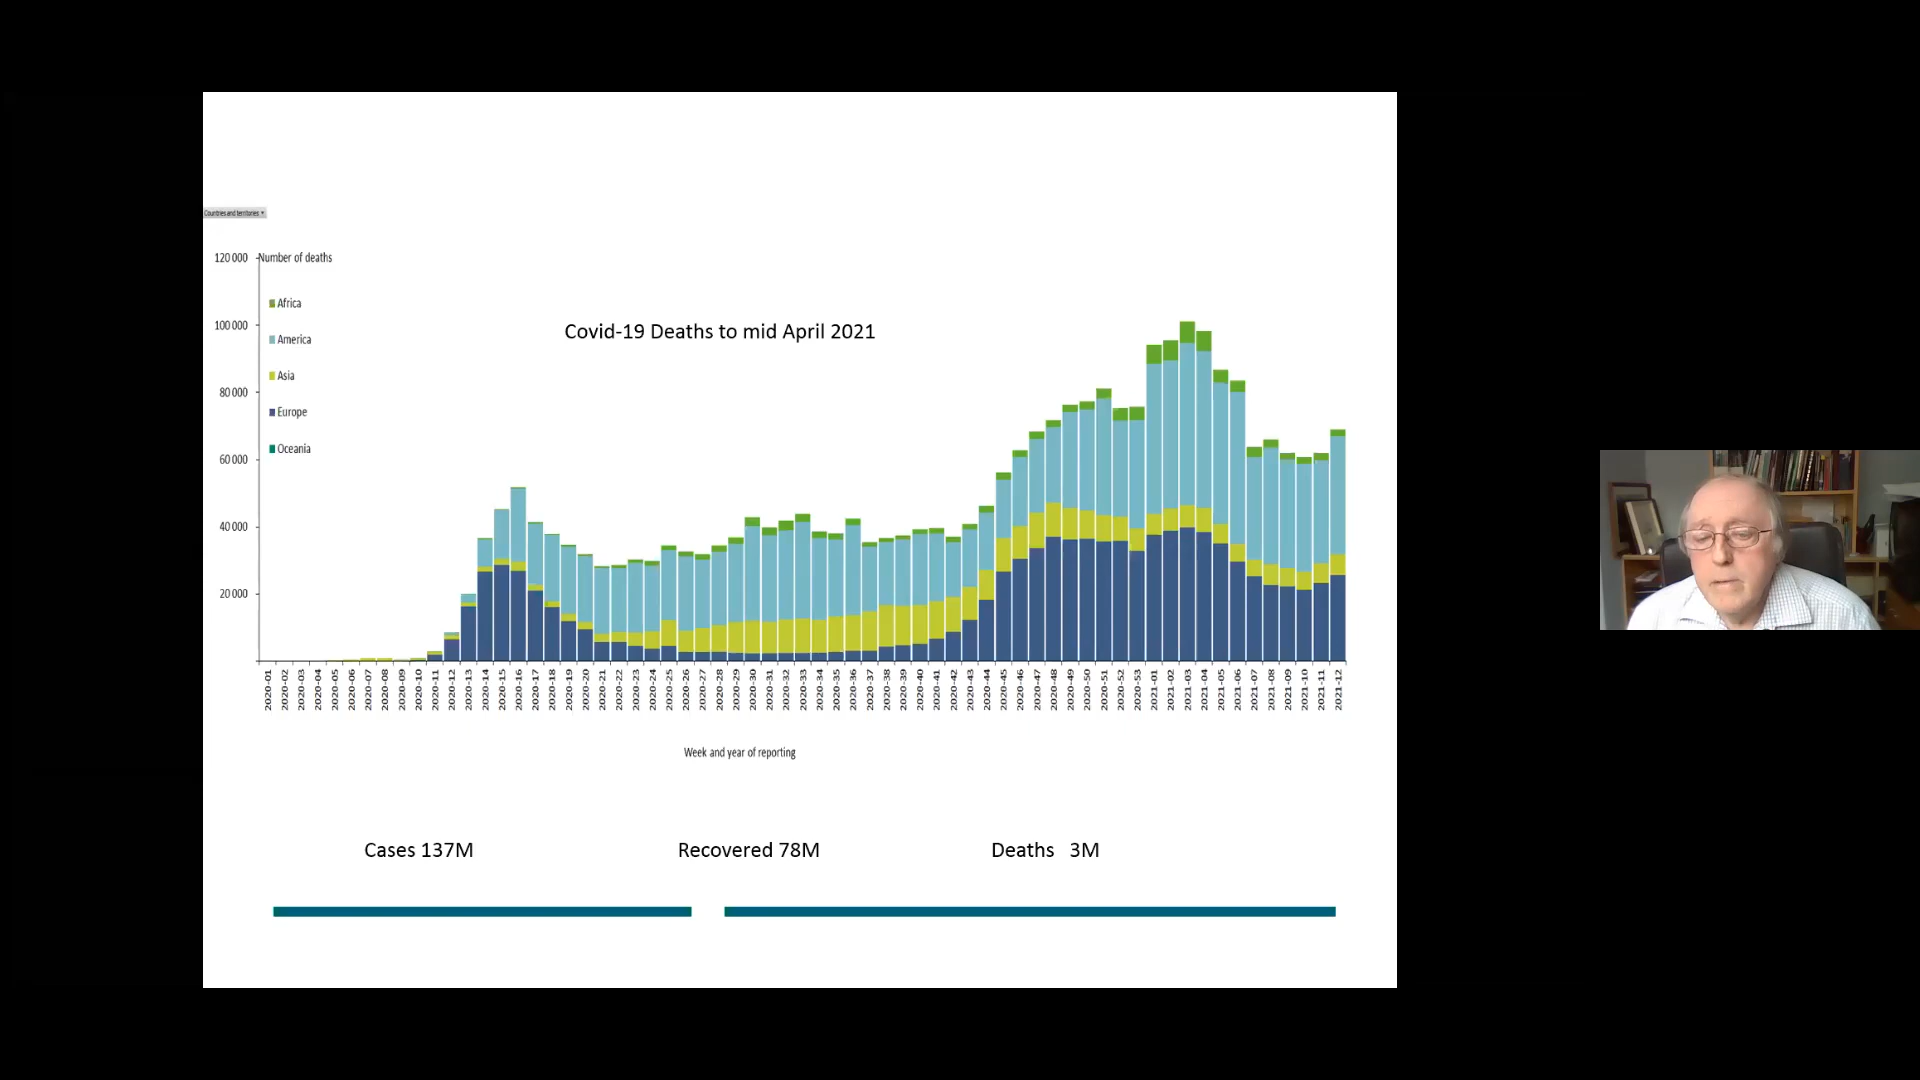 Countries and territories
120 000 Number of deaths
Africa
100 000
Covid-19 Deaths to mid April 2021
America
Asia
80 000
Europe
Oceania
60 000
40 000
20 000
2020-01 2020-02 2020-03 2020-04 2020-05 2020-06 2020-07 2020-08 2020-09 2020-10 2020-11 2020-12 2020-13 2020-14 2020-15 2020-16 2020-17 2020-18 2020-19 2020-20 2020-21 2020-22 2020-23 2020-24 2020-25 2020-26 2020-27 2020-28 2020-29 2020-30 2020-31 2020-32 2020-33 2020-34 2020-35 2020-36 2020-37 2020-38 2020-39 2020-40 2020-41 2020-42 2020-43 2020-44 2020-45 2020-46 2020-47 2020-48 2020-49 2020-50 2020-51 2020-52 2020-53 2021-01 2021-02 2021-03 2021-04 2021-05 2021-06 2021-07 2021-08 2021-09 2021-10 2021-11 2021-12
Week and year of reporting
Cases 137M Recovered 78M Deaths 3M